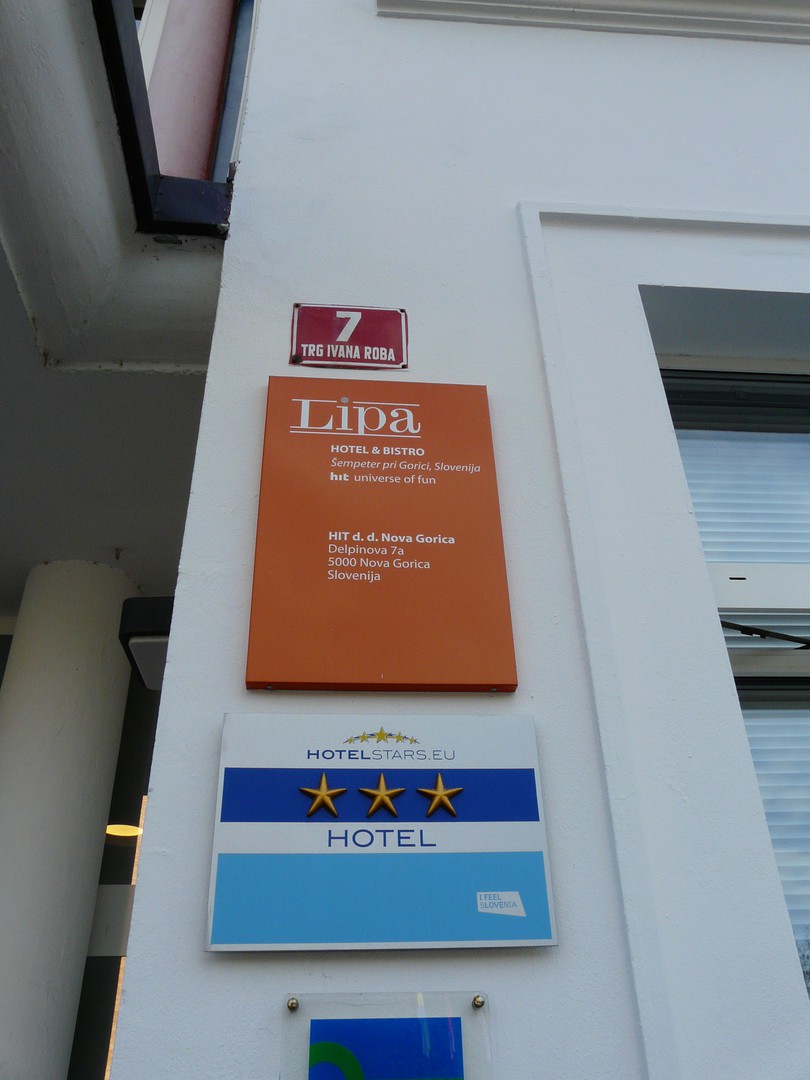 7
TRG IVANA ROBA
Lipa
HOTEL & BISTRO
Šempeter pri Gorici, Slovenija
hit universe of fun
HIT d. d. Nova Gorica
Delpinova 7a
5000 Nova Gorica
Slovenija
HOTELSTARS.EU
HOTEL
I FEEL
SLOVENIA